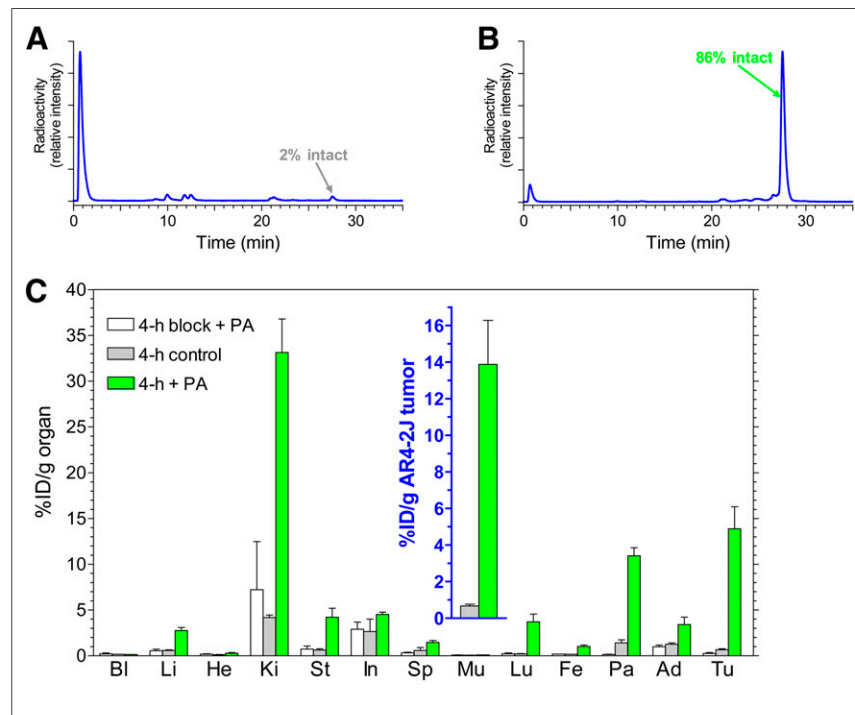 A
Radioactivity
(relative intensity)
2% intact
0
10
20
30
Time (min)
B
Radioactivity
(relative intensity)
86% intact
0
10
20
30
Time (min)
C
%ID/g organ
40
35
30
25
20
15
10
5
0
4-h block + PA
4-h control
4-h + PA
%ID/g AR4-2J tumor
16
14
12
10
8
6
4
2
0
Bl Li He Ki St In Sp Mu Lu Fe Pa Ad Tu